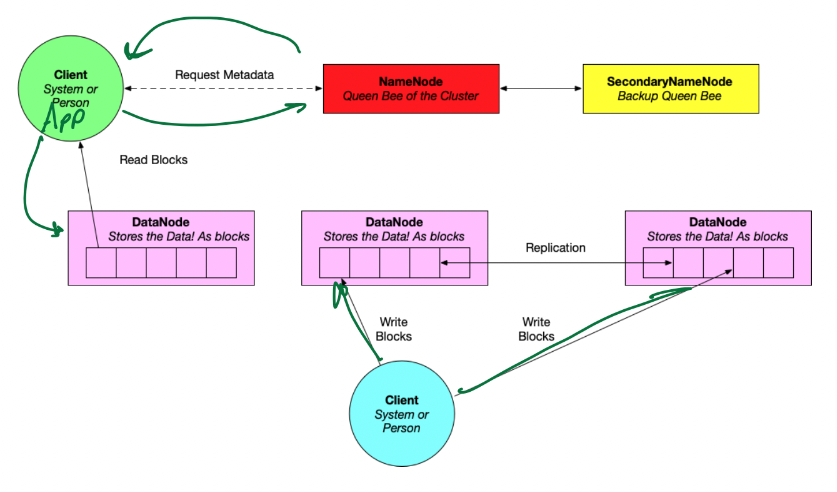 Client
System or
Person
App
Request Metadata
NameNode
Queen Bee of the Cluster
SecondaryNameNode
Backup Queen Bee
Read Blocks
DataNode
Stores the Data! As blocks
DataNode
Stores the Data! As blocks
DataNode
Stores the Data! As blocks
Replication
Write
Blocks
Write
Blocks
Client
System or
Person